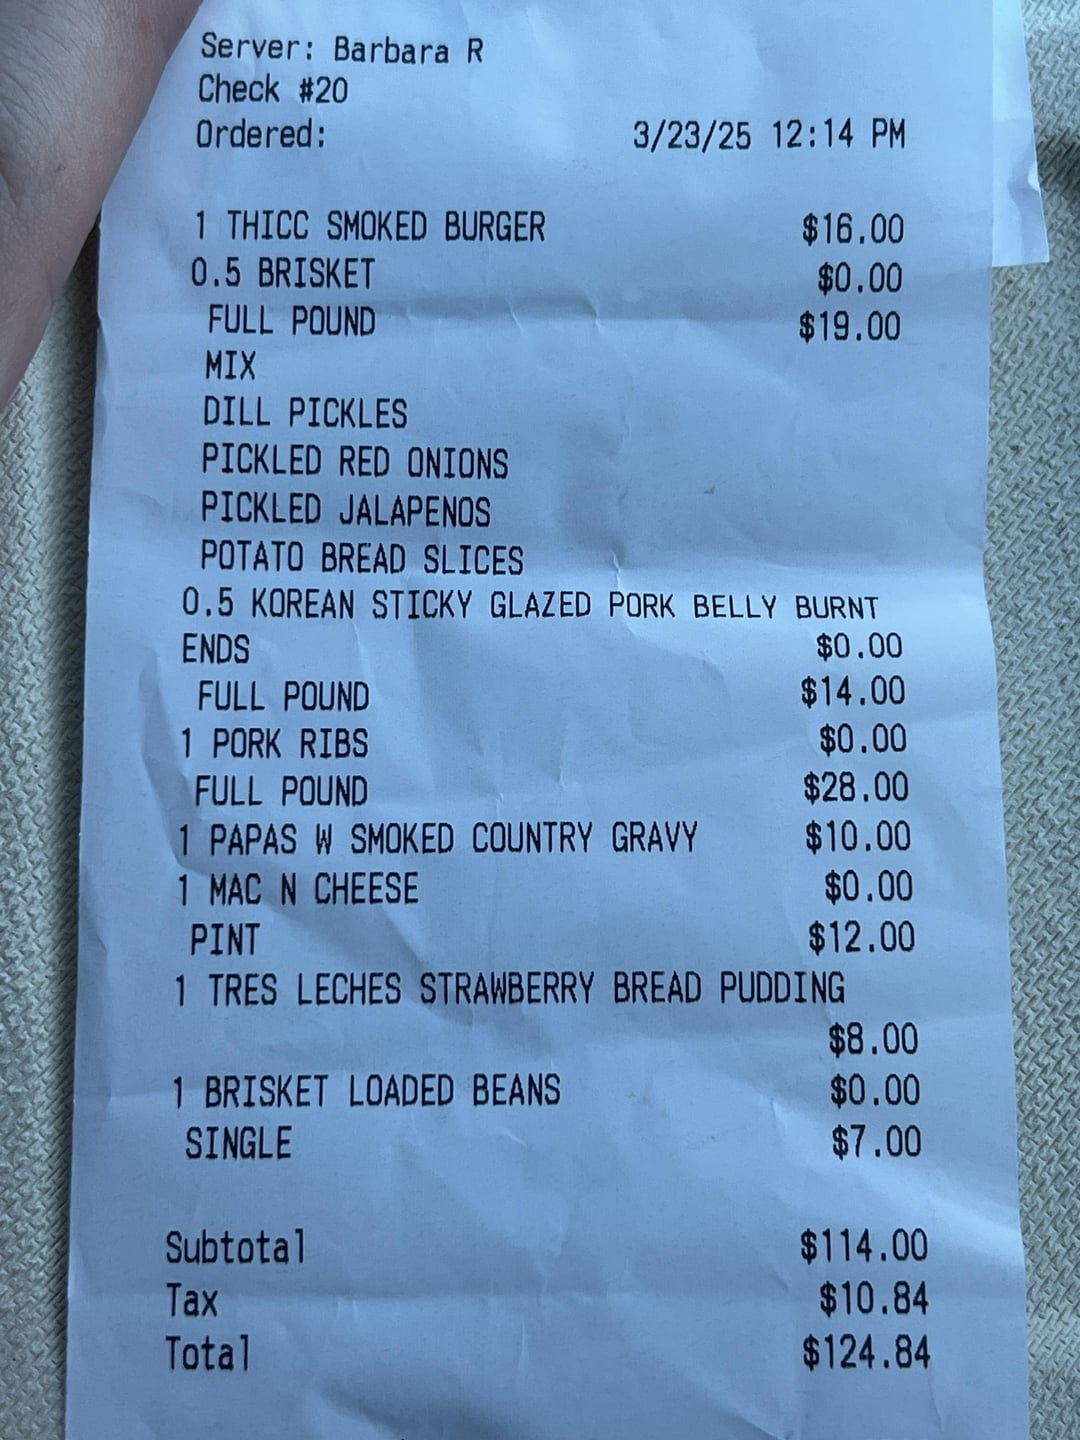 Server: Barbara R
Check #20
Ordered: 3/23/25 12:14 PM
1 THICC SMOKED BURGER $16.00
0.5 BRISKET $0.00
FULL POUND $19.00
MIX
DILL PICKLES
PICKLED RED ONIONS
PICKLED JALAPENOS
POTATO BREAD SLICES
0.5 KOREAN STICKY GLAZED PORK BELLY BURNT
ENDS $0.00
FULL POUND $14.00
1 PORK RIBS $0.00
FULL POUND $28.00
1 PAPAS W SMOKED COUNTRY GRAVY $10.00
1 MAC N CHEESE $0.00
PINT $12.00
1 TRES LECHES STRAWBERRY BREAD PUDDING
$8.00
1 BRISKET LOADED BEANS $0.00
SINGLE $7.00
Subtotal $114.00
Tax $10.84
Total $124.84